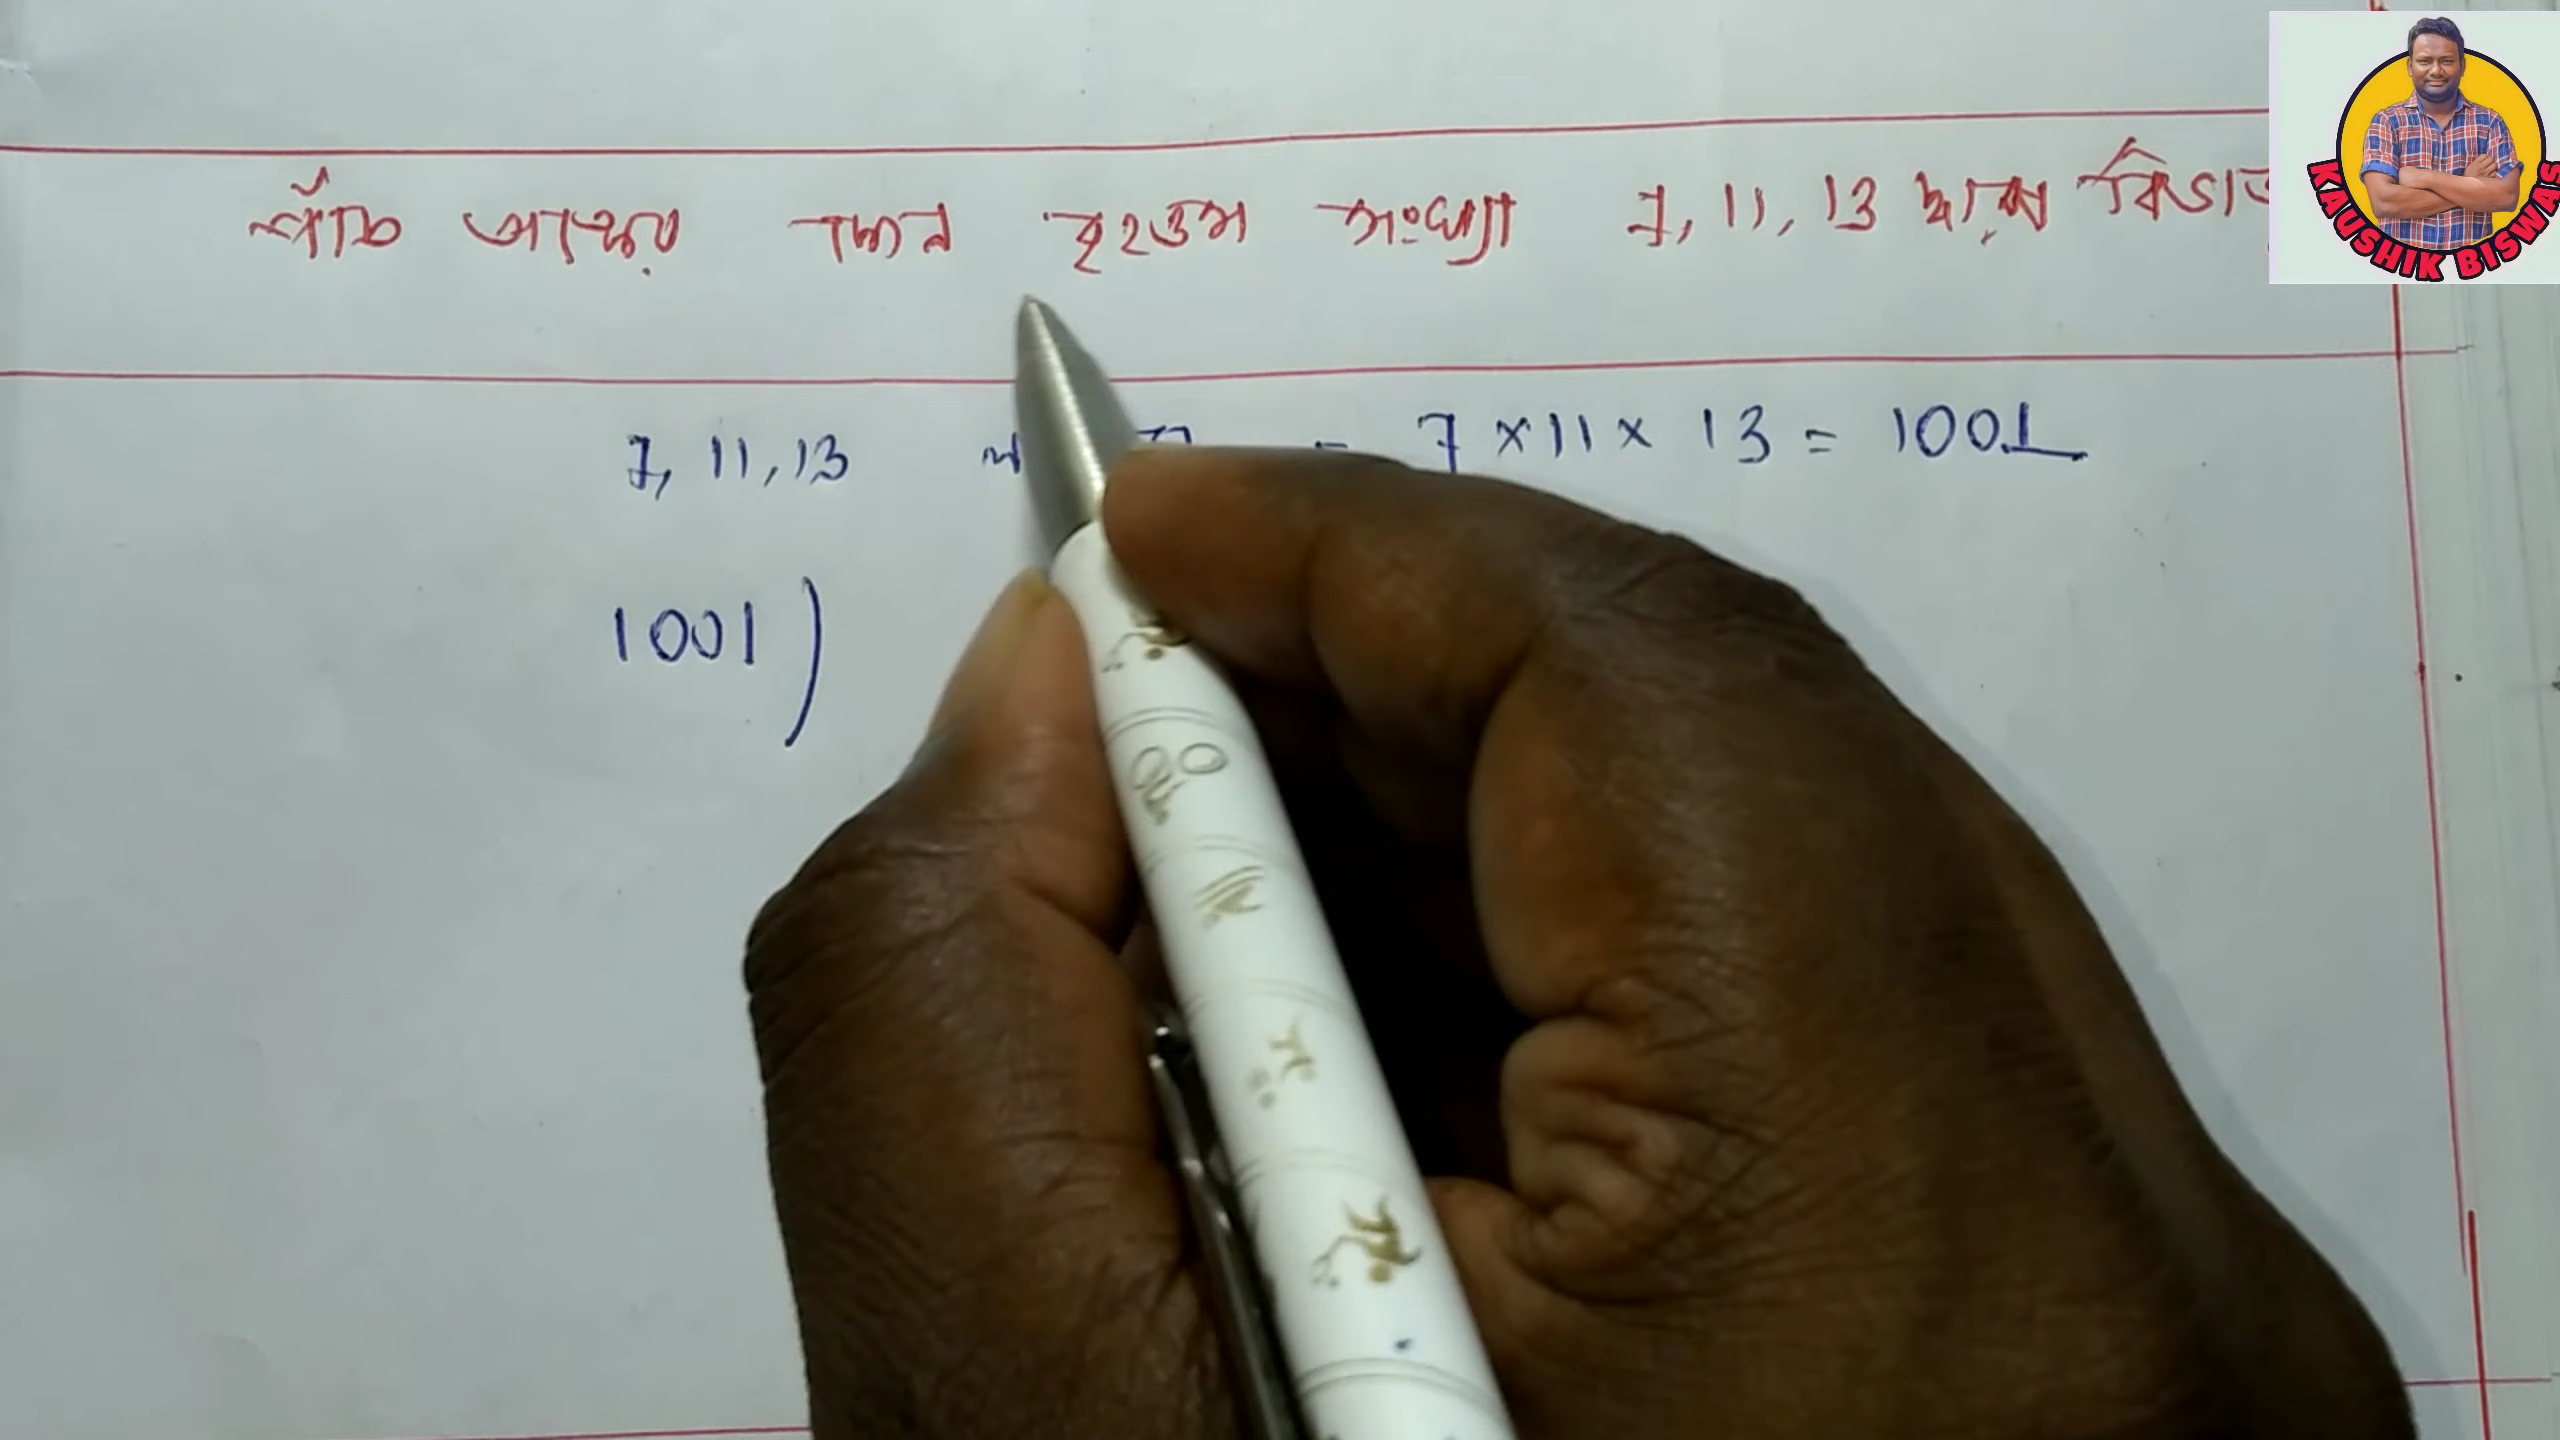 পাঁচ অঙ্কের কোন বৃহত্তম সংখ্যা 7, 11, 13 দ্বারা
7, 11, 13 = 7 × 11 × 13 = 1001
1001)
KAUSHIK BISWAS